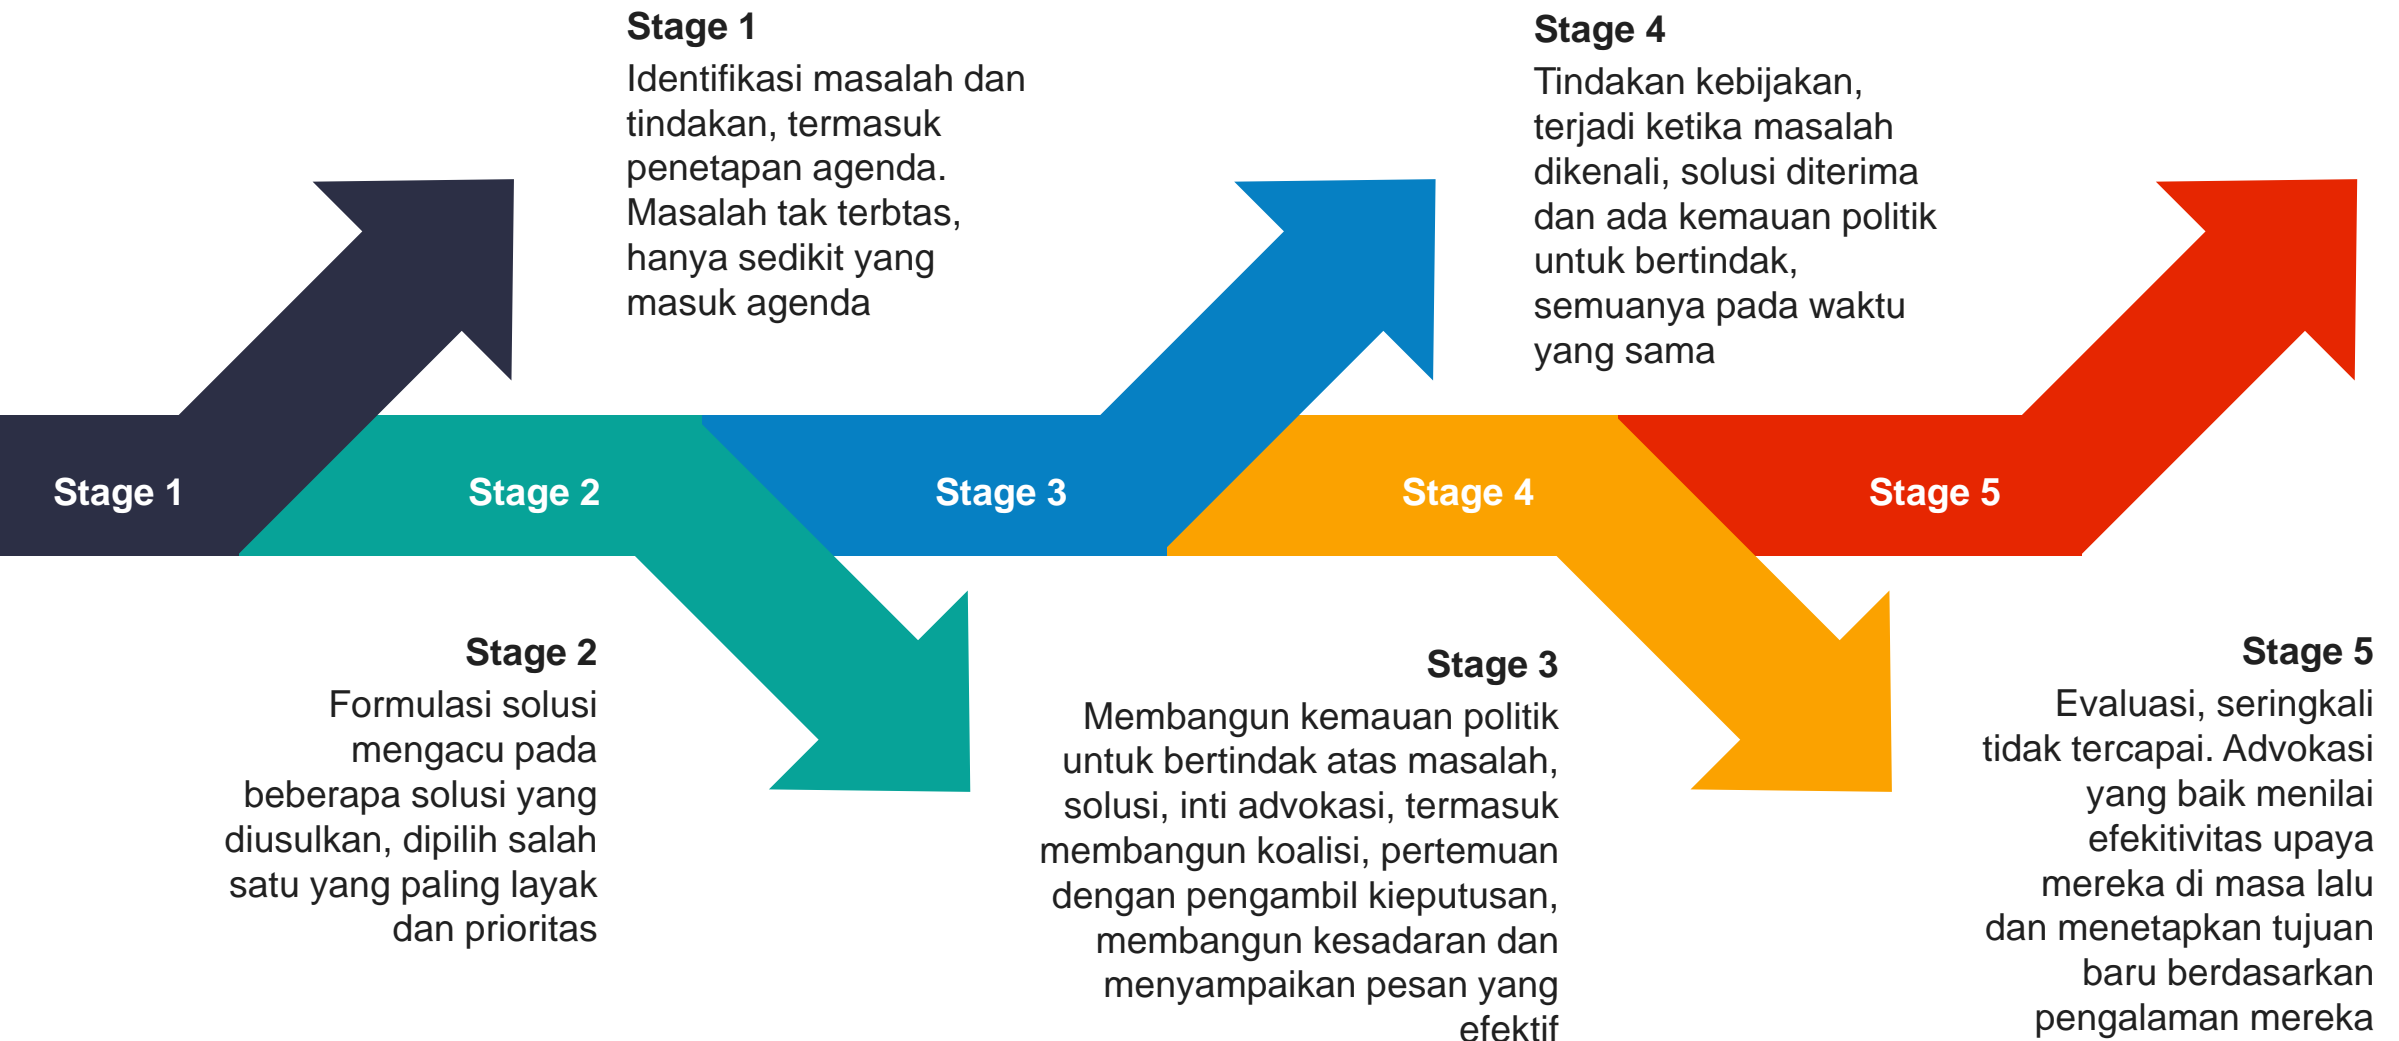 Stage 1
Identifikasi masalah dan
tindakan, termasuk
penetapan agenda.
Masalah tak terbtas,
hanya sedikit yang
masuk agenda
Stage 4
Tindakan kebijakan,
terjadi ketika masalah
dikenali, solusi diterima
dan ada kemauan politik
untuk bertindak,
semuanya pada waktu
yang sama
Stage 1
Stage 2
Stage 3
Stage 4
Stage 5
Stage 2
Formulasi solusi
mengacu pada
beberapa solusi yang
diusulkan, dipilih salah
satu yang paling layak
dan prioritas
Stage 3
Membangun kemauan politik
untuk bertindak atas masalah,
solusi, inti advokasi, termasuk
membangun koalisi, pertemuan
dengan pengambil kieputusan,
membangun kesadaran dan
menyampaikan pesan yang
efektif
Stage 5
Evaluasi, seringkali
tidak tercapai. Advokasi
yang baik menilai
efekitivitas upaya
mereka di masa lalu
dan menetapkan tujuan
baru berdasarkan
pengalaman mereka